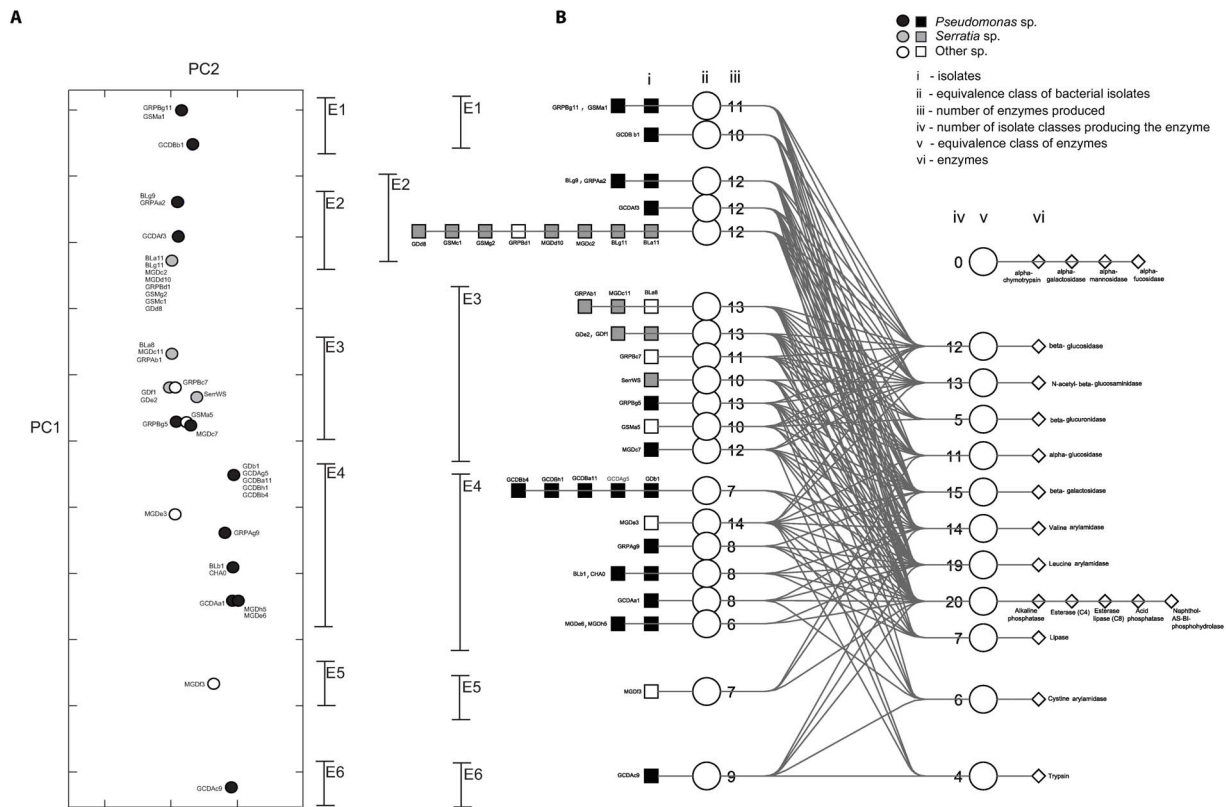 A
PC2
PC1
GRPBg11
GSMa1
GCDBb1
BLg9
GRPAa2
GCDAf3
BLa11
BLg11
MGDc2
MGDd10
GRPBd1
GSMg2
GSMc1
GDd8
BLa8
MGDc11
GRPAb1
GRPBc7
GDf1
GDe2
SerrWS
GSMa5
GRPBg5
MGDc7
GDb1
GCDAg5
GCDBa11
GCDBh1
GCDBb4
MGDe3
GRPAg9
BLb1
CHA0
GCDAa1
MGDh5
MGDe6
MGDf3
GCDAc9
E1
E2
E3
E4
E5
E6
B
E1
E2
E3
E4
E5
E6
i ii iii
GRPBg11, GSMa1 11
GCDB b1 10
BLg9, GRPAa2 12
GCDAf3 12
12
GDd8 GSMc1 GSMg2 GRPBd1 MGDd10 MGDc2 BLg11 BLa11
GRPAb1 MGDc11 BLa8
13
GDe2, GDf1 13
GRPBc7 11
SerrWS 10
GRPBg5 13
GSMa5 10
MGDc7 12
GCDBb4 GCDBh1 GCDBa11 GCDAg5 GDb1
7
MGDe3 14
GRPAg9 8
BLb1, CHA0 8
GCDAa1 8
MGDe6, MGDh5 6
MGDf3 7
GCDAc9 9
Pseudomonas sp.
Serratia sp.
Other sp.
i - isolates
ii - equivalence class of bacterial isolates
iii - number of enzymes produced
iv - number of isolate classes producing the enzyme
v - equivalence class of enzymes
vi - enzymes
iv v vi
0
alpha-
chymotrypsin
alpha-
galactosidase
alpha-
mannosidase
alpha-
fucosidase
12 beta- glucosidase
13 N-acetyl- beta-
glucosaminidase
5 beta- glucuronidase
11 alpha- glucosidase
15 beta- galactosidase
14 Valine arylamidase
19 Leucine arylamidase
20
Alkaline
phosphatase
Esterase (C4)
Esterase
lipase (C8)
Acid
phosphatase
Naphthol-
AS-BI-
phosphohydrolase
7 Lipase
6 Cystine arylamidase
4 Trypsin